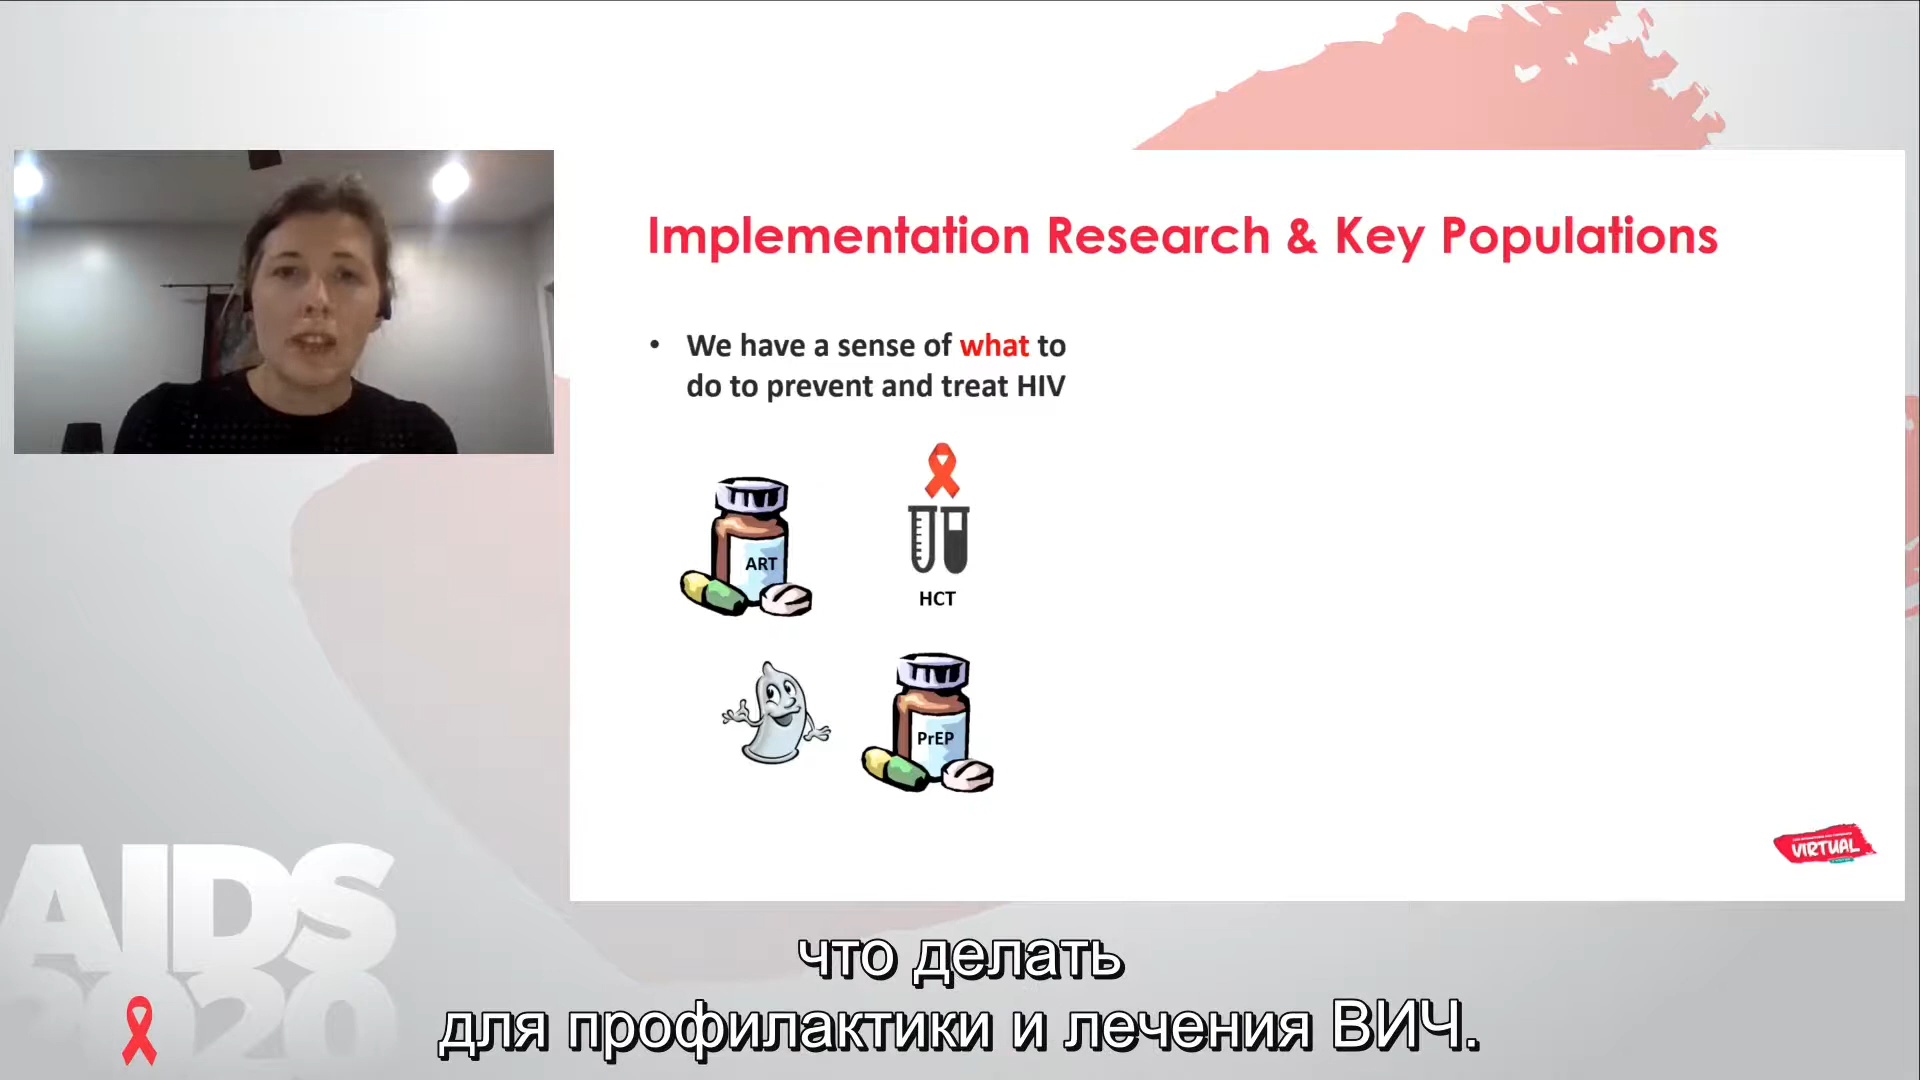 Implementation Research & Key Populations
• We have a sense of what to
do to prevent and treat HIV
ART
HCT
PrEP
VIRTUAL
AIDS
2020
что делать
для профилактики и лечения ВИЧ.